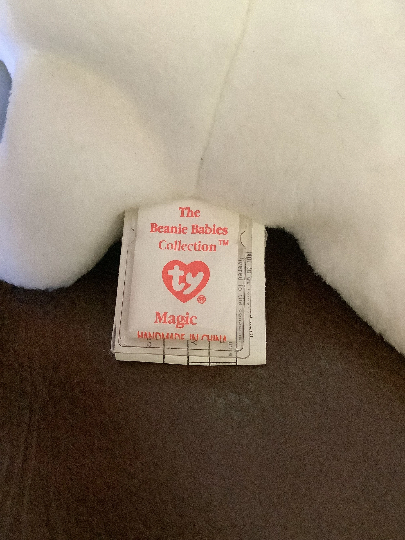 The
Beanie Babies
Collection™
ty®
Magic
HANDMADE IN CHINA